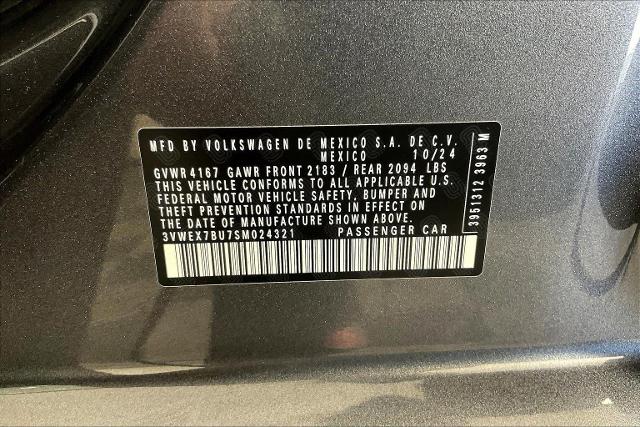 MFD BY VOLKSWAGEN DE MEXICO S.A. DE C.V.
MEXICO 10/24
GVWR 4167 GAWR FRONT 2183 / REAR 2094 LBS
THIS VEHICLE CONFORMS TO ALL APPLICABLE U.S.
FEDERAL MOTOR VEHICLE SAFETY, BUMPER AND
THEFT PREVENTION STANDARDS IN EFFECT ON
THE DATE OF MANUFACTURE SHOWN ABOVE.
3VWEX7BU7SM024321 PASSENGER CAR
3961312 3963 M